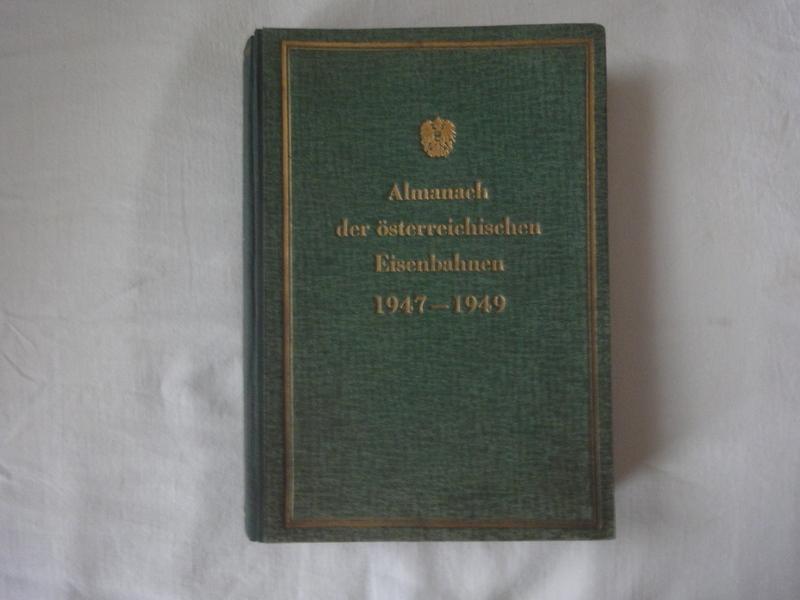 Almanach
der österreichischen
Eisenbahnen
1947—1949